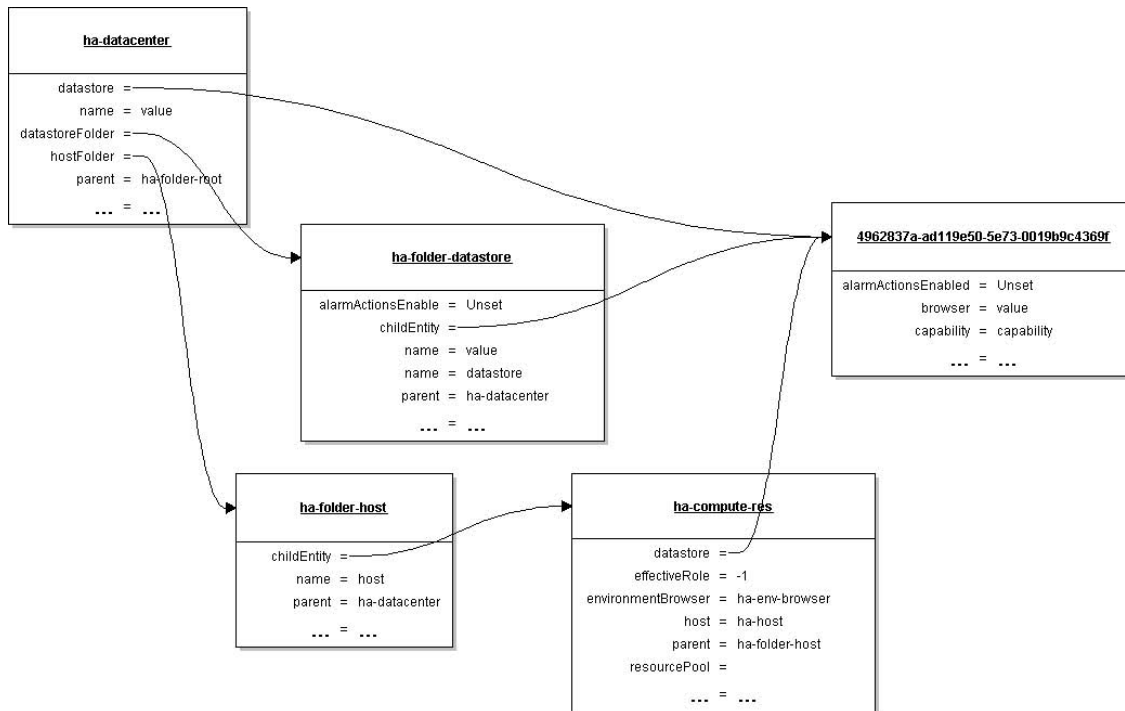 ha-datacenter
datastore =
name = value
datastoreFolder =
hostFolder =
parent = ha-folder-root
... = ...
ha-folder-datastore
alarmActionsEnable = Unset
childEntity =
name = value
name = datastore
parent = ha-datacenter
... = ...
4962837a-ad119e50-5e73-0019b9c4369f
alarmActionsEnabled = Unset
browser = value
capability = capability
... = ...
ha-folder-host
childEntity =
name = host
parent = ha-datacenter
... = ...
ha-compute-res
datastore =
effectiveRole = -1
environmentBrowser = ha-env-browser
host = ha-host
parent = ha-folder-host
resourcePool =
... = ...